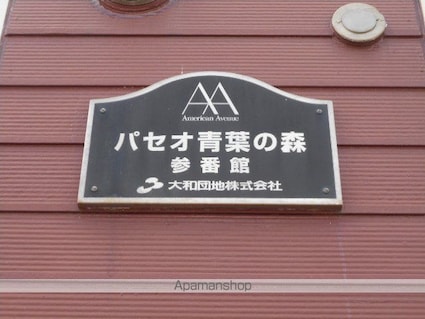 AA
American Avenue
パセオ青葉の森
参番館
大和団地株式会社
Apamanshop